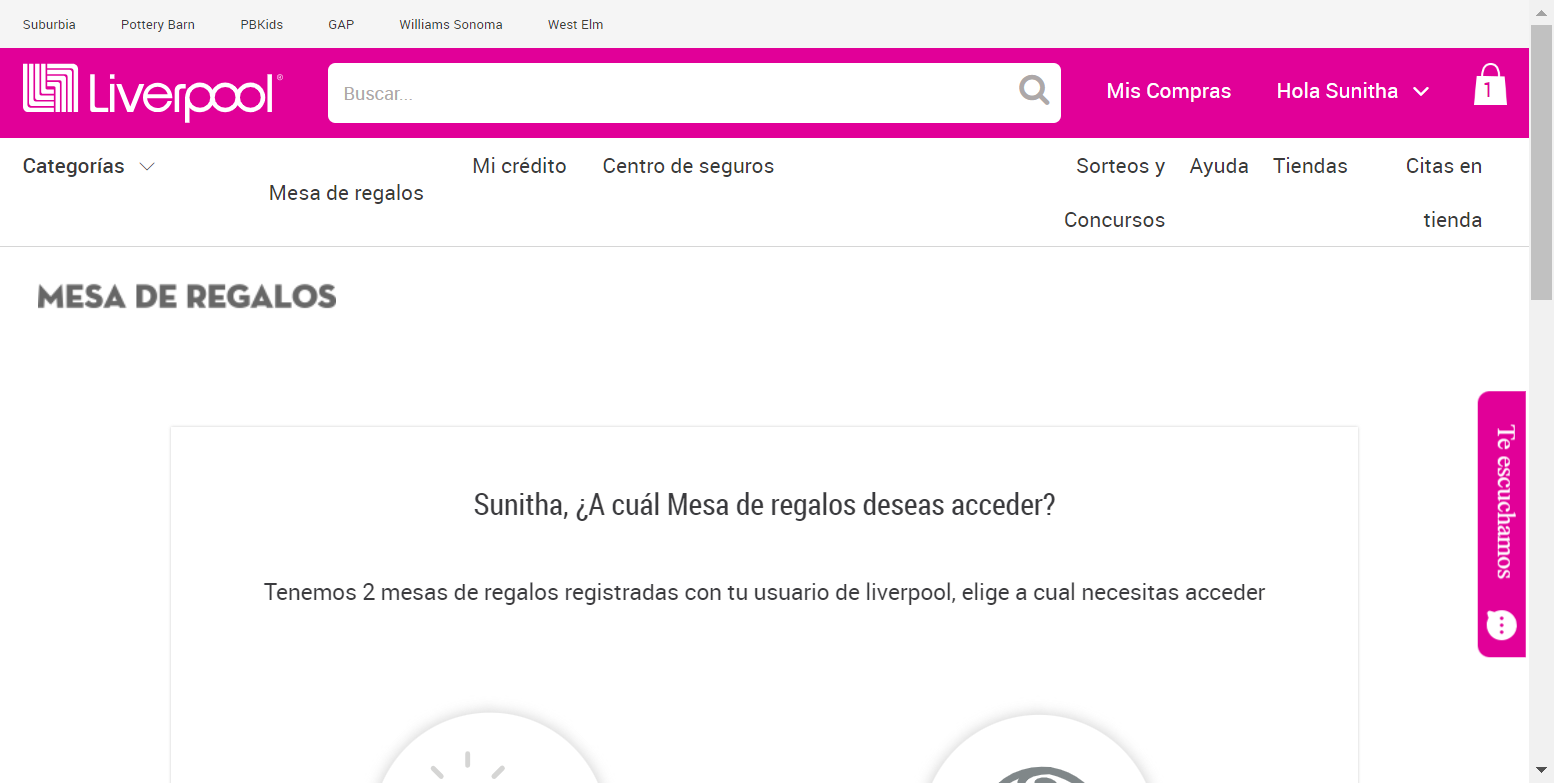 Suburbia Pottery Barn PBKids GAP Williams Sonoma West Elm
Liverpool® Buscar... Mis Compras Hola Sunitha 1
Categorías Mesa de regalos Mi crédito Centro de seguros Sorteos y Concursos Ayuda Tiendas Citas en tienda
MESA DE REGALOS
Sunitha, ¿A cuál Mesa de regalos deseas acceder?
Tenemos 2 mesas de regalos registradas con tu usuario de liverpool, elige a cual necesitas acceder
Te escuchamos